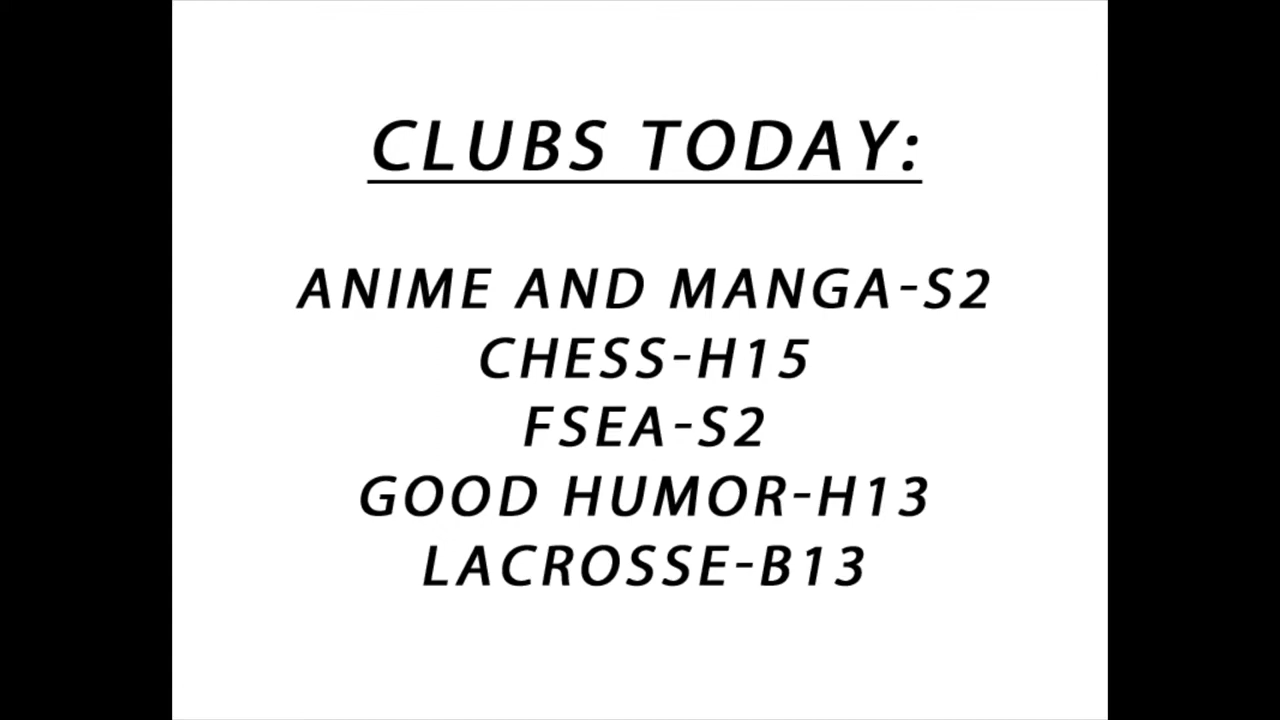 CLUBS TODAY:
ANIME AND MANGA-S2
CHESS-H15
FSEA-S2
GOOD HUMOR-H13
LACROSSE-B13